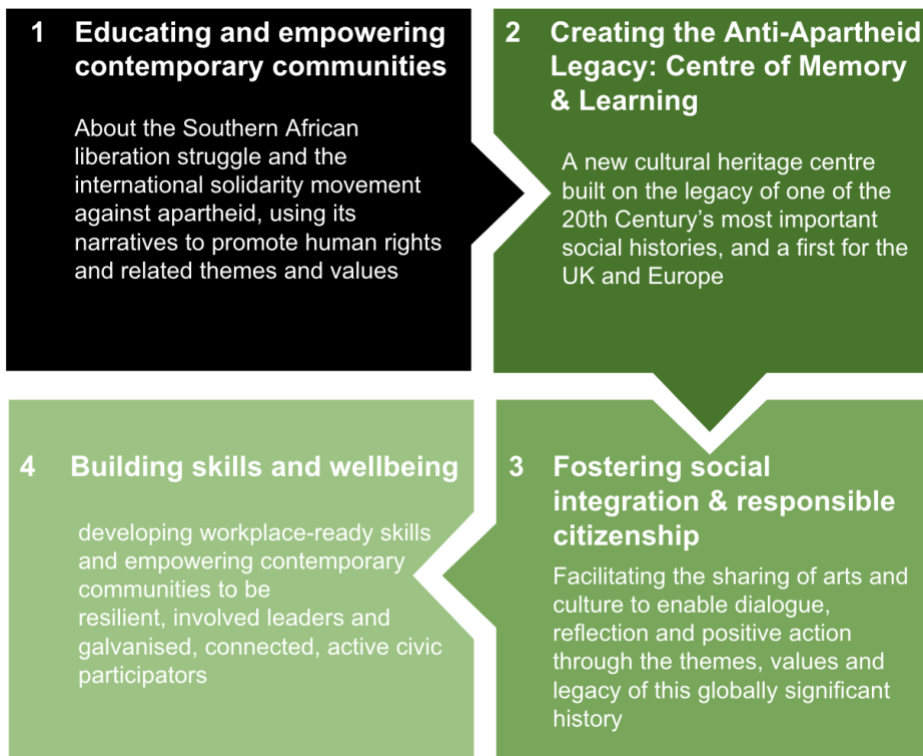 1 Educating and empowering
contemporary communities
About the Southern African
liberation struggle and the
international solidarity movement
against apartheid, using its
narratives to promote human rights
and related themes and values
2 Creating the Anti-Apartheid
Legacy: Centre of Memory
& Learning
A new cultural heritage centre
built on the legacy of one of the
20th Century’s most important
social histories, and a first for the
UK and Europe
3 Fostering social
integration & responsible
citizenship
Facilitating the sharing of arts and
culture to enable dialogue,
reflection and positive action
through the themes, values and
legacy of this globally significant
history
4 Building skills and wellbeing
developing workplace-ready skills
and empowering contemporary
communities to be
resilient, involved leaders and
galvanised, connected, active civic
participators